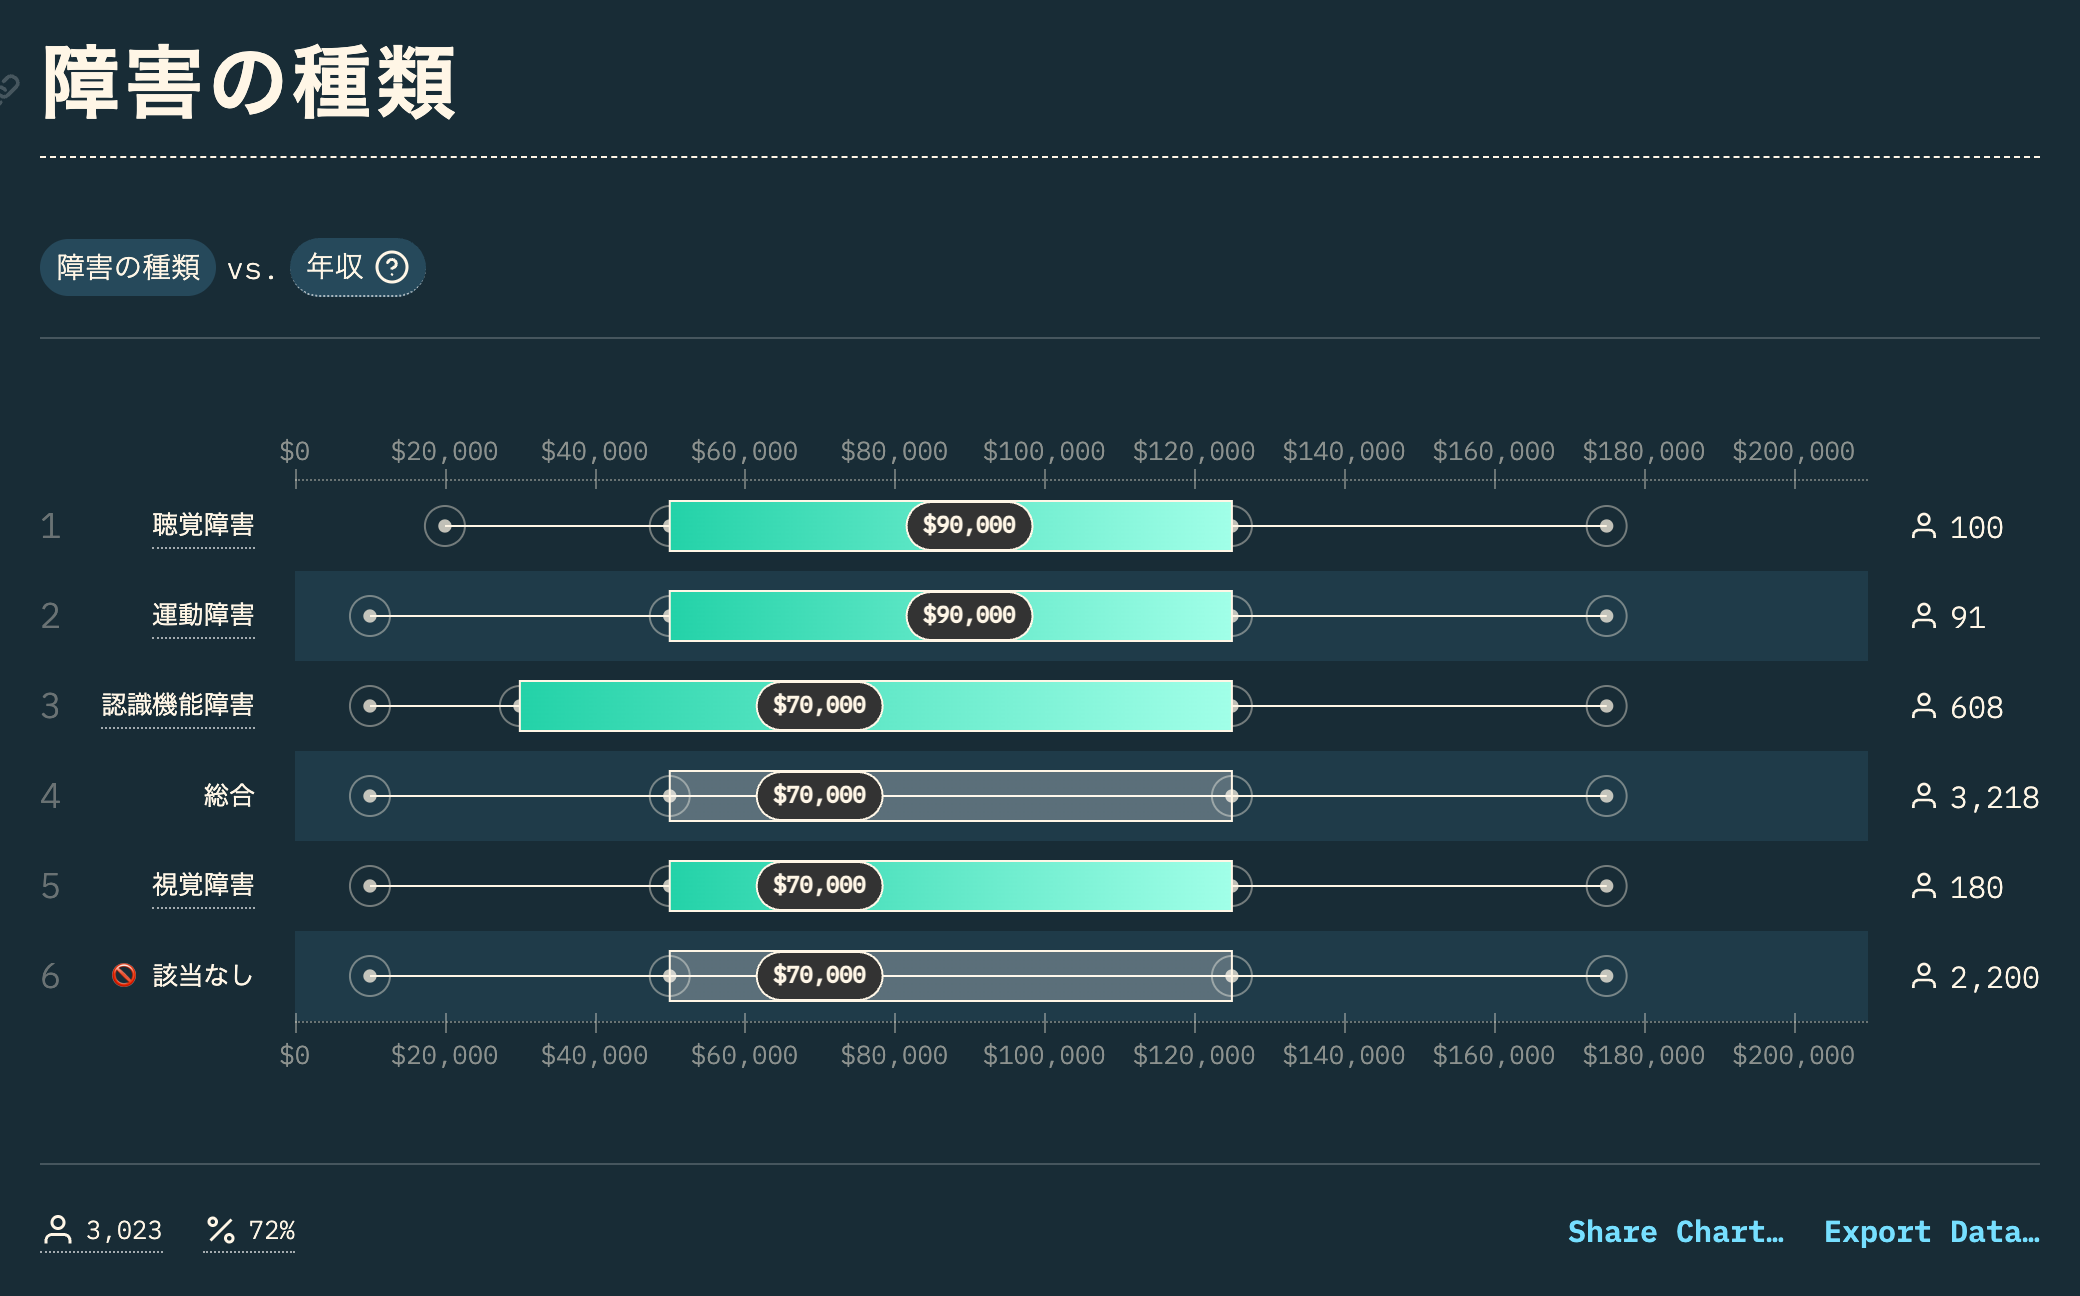 障害の種類
障害の種類 vs. 年収
$0 $20,000 $40,000 $60,000 $80,000 $100,000 $120,000 $140,000 $160,000 $180,000 $200,000
1 聴覚障害 $90,000 100
2 運動障害 $90,000 91
3 認識機能障害 $70,000 608
4 総合 $70,000 3,218
5 視覚障害 $70,000 180
6 該当なし $70,000 2,200
$0 $20,000 $40,000 $60,000 $80,000 $100,000 $120,000 $140,000 $160,000 $180,000 $200,000
3,023 72% Share Chart… Export Data…